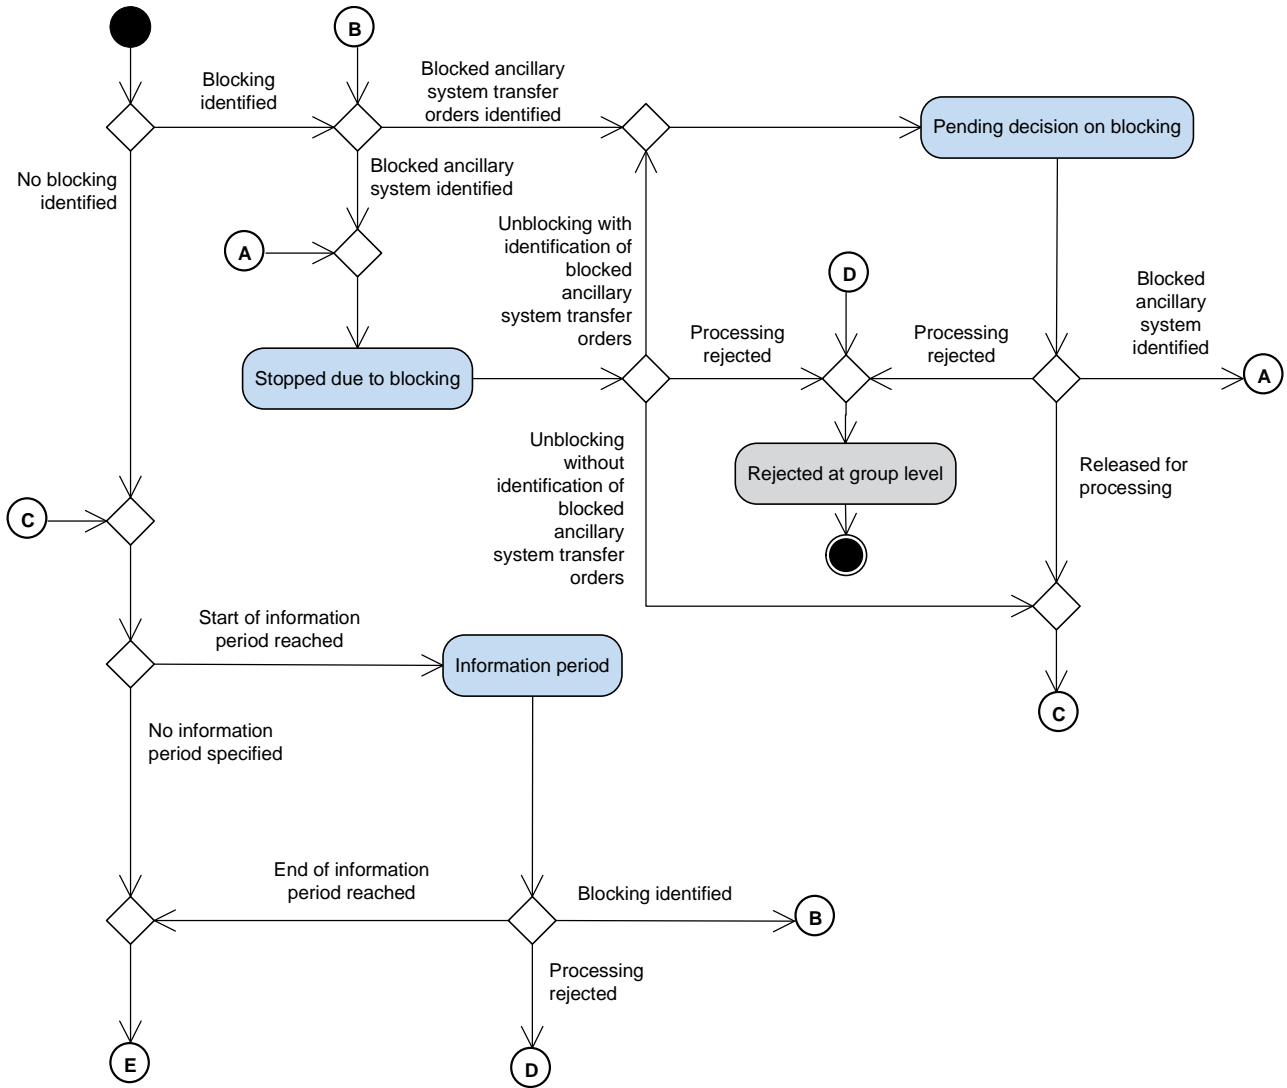 B
Blocking
identified
Blocked ancillary
system transfer
orders identified
Pending decision on blocking
No blocking
identified
Blocked ancillary
system identified
A
Unblocking with
identification of
blocked
ancillary
system transfer
orders
D
Blocked
ancillary
system
identified
Processing
rejected
Processing
rejected
Stopped due to blocking
A
Unblocking
without
identification of
blocked
ancillary
system transfer
orders
Rejected at group level
Released for
processing
C
Start of information
period reached
Information period
C
No information
period specified
End of information
period reached
Blocking identified
B
Processing
rejected
E
D